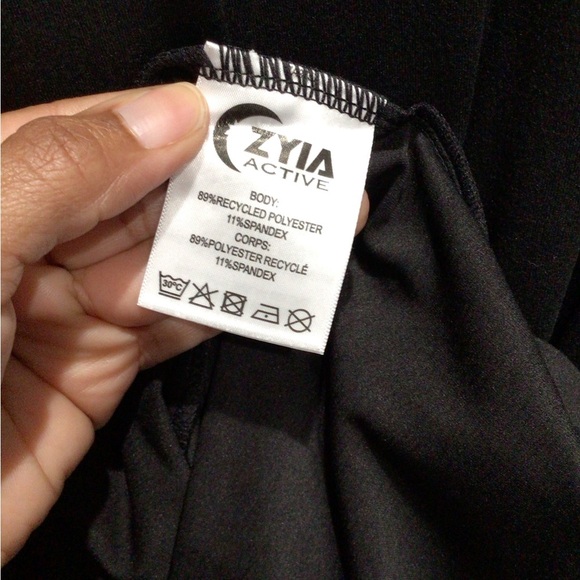 ZYIA
ACTIVE
BODY:
89%RECYCLED POLYESTER
11%SPANDEX
CORPS:
89%POLYESTER RECYCLÉ
11%SPANDEX
30°C